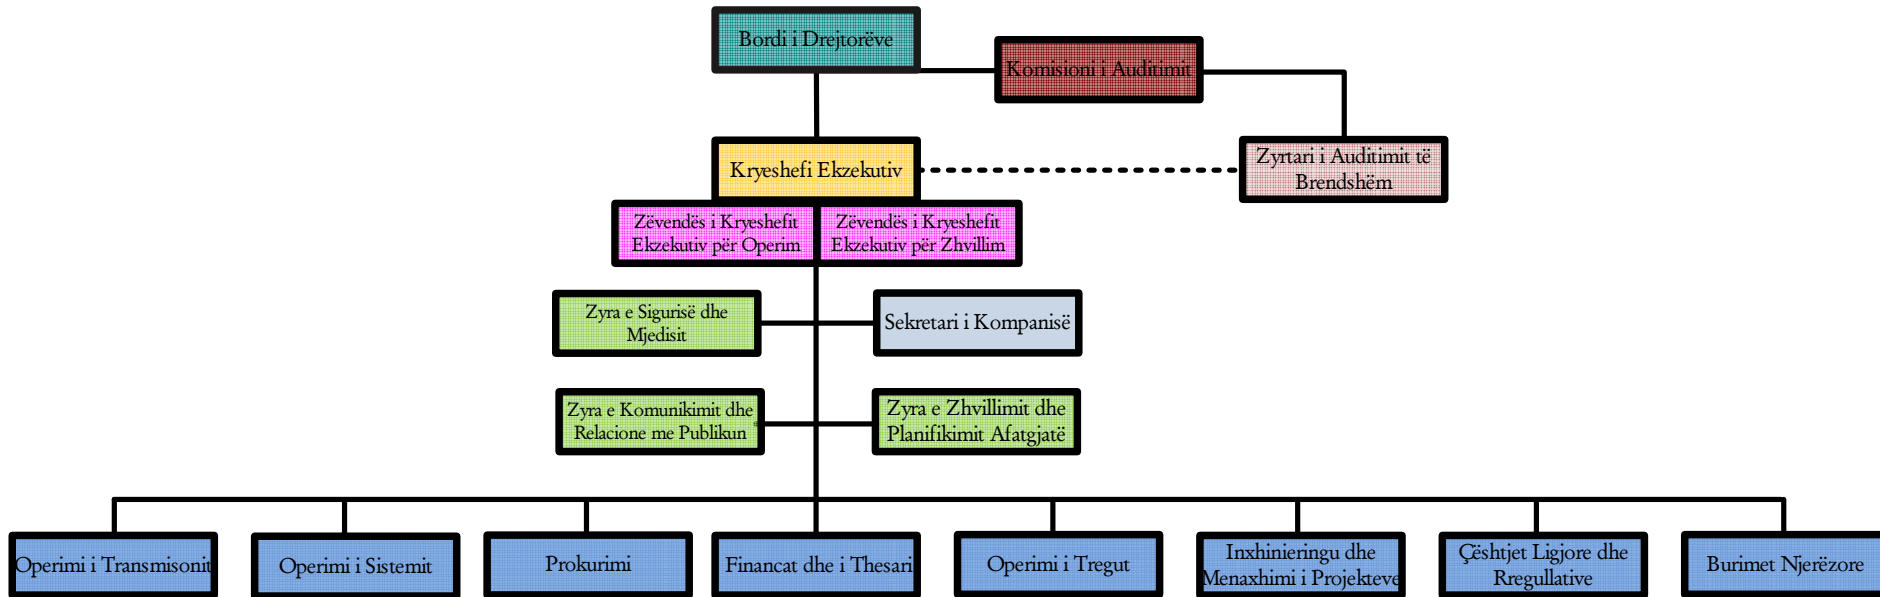 Bordi i Drejtorëve
Komisioni i Auditimit
Kryeshefi Ekzekutiv
Zyrtari i Auditimit të
Brendshëm
Zëvendës i Kryeshefit
Ekzekutiv për Operim
Zëvendës i Kryeshefit
Ekzekutiv për Zhvillim
Zyra e Sigurisë dhe
Mjedisit
Sekretari i Kompanisë
Zyra e Komunikimit dhe
Relacione me Publikun
Zyra e Zhvillimit dhe
Planifikimit Afatgjatë
Operimi i Transmisonit
Operimi i Sistemit
Prokurimi
Financat dhe i Thesari
Operimi i Tregut
Inxhinieringu dhe
Menaxhimi i Projekteve
Çështjet Ligjore dhe
Rregullative
Burimet Njerëzore